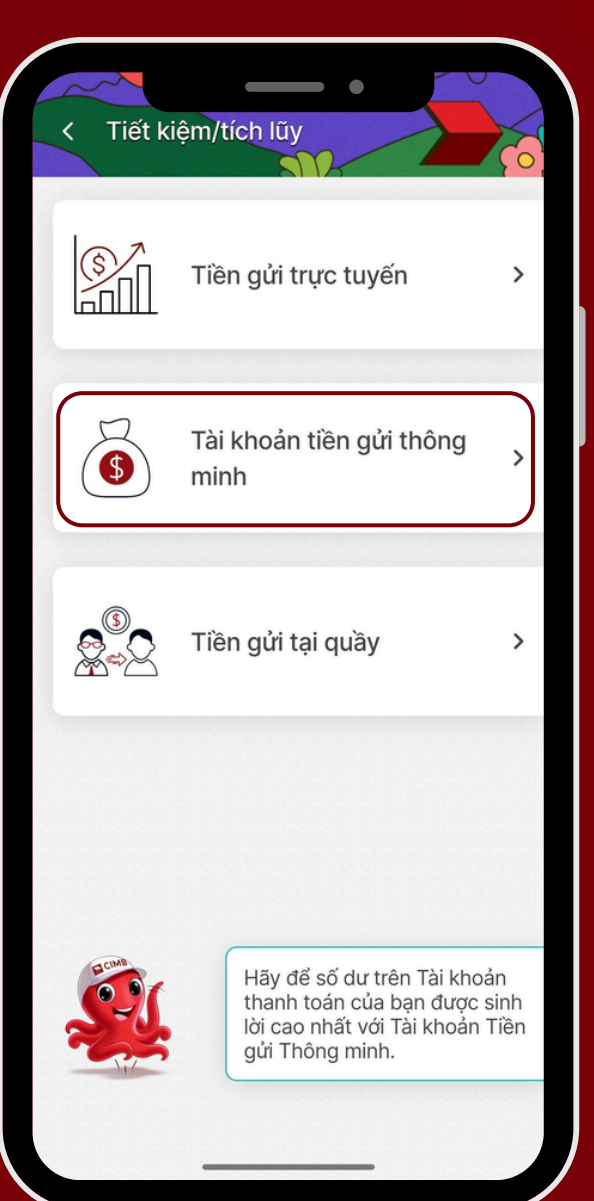 Tiết kiệm/tích lũy
Tiền gửi trực tuyến
Tài khoản tiền gửi thông
minh
Tiền gửi tại quầy
CIMB
Hãy để số dư trên Tài khoản
thanh toán của bạn được sinh
lời cao nhất với Tài khoản Tiền
gửi Thông minh.